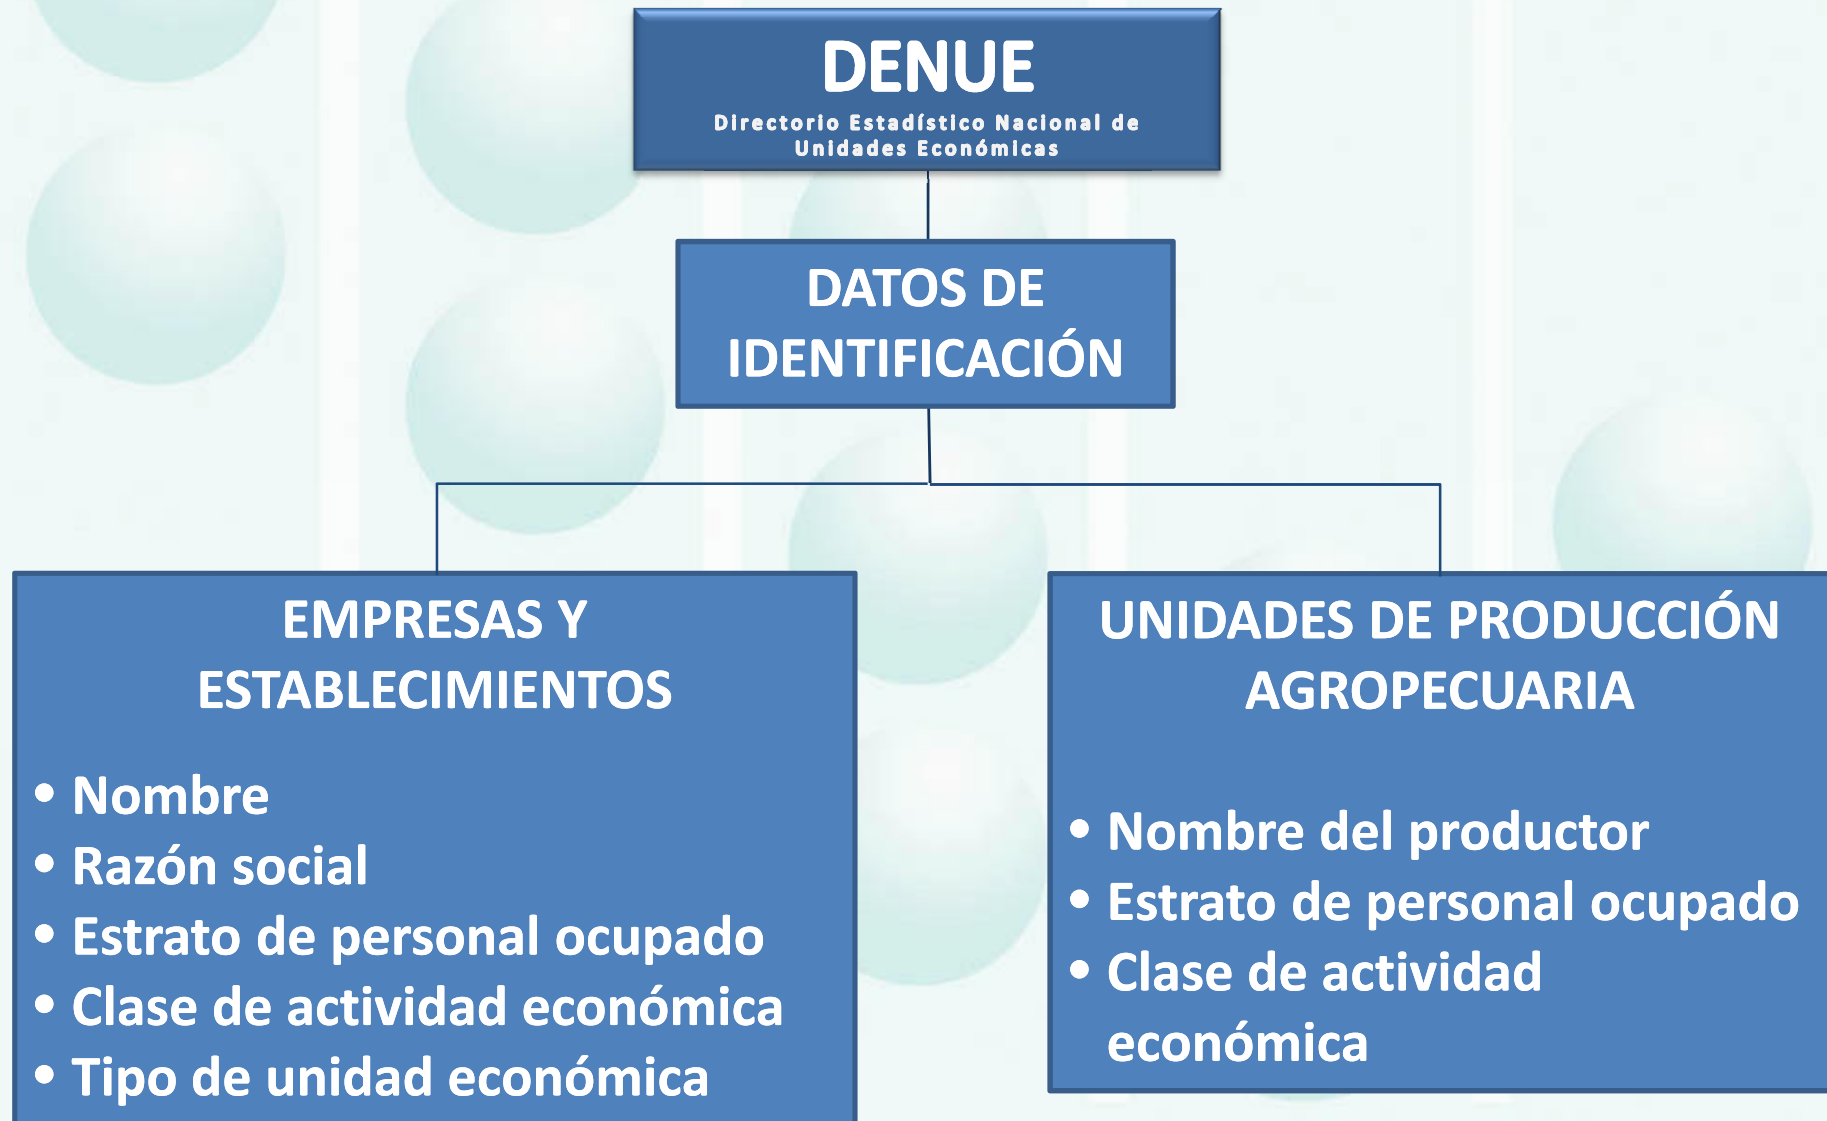 DENUE
Directorio Estadístico Nacional de
Unidades Económicas
DATOS DE
IDENTIFICACIÓN
EMPRESAS Y
ESTABLECIMIENTOS
• Nombre
• Razón social
• Estrato de personal ocupado
• Clase de actividad económica
• Tipo de unidad económica
UNIDADES DE PRODUCCIÓN
AGROPECUARIA
• Nombre del productor
• Estrato de personal ocupado
• Clase de actividad
económica